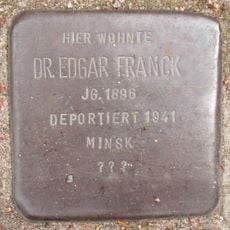 HIER WOHNTE
DR. EDGAR FRANCK
JG. 1896
DEPORTIERT 1941
MINSK
???